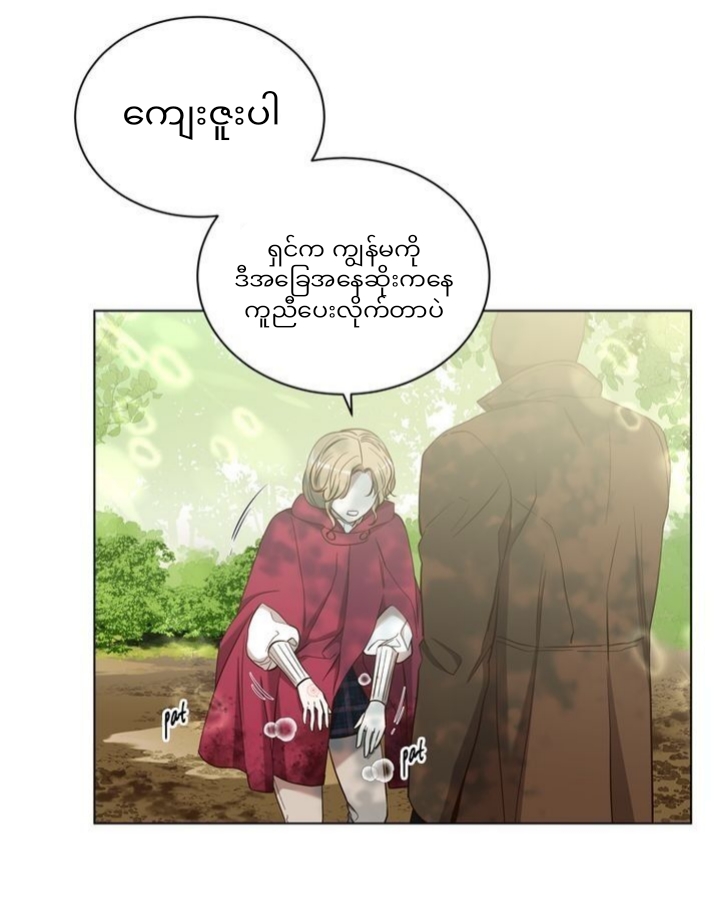 ကျေးဇူးပါ
ရှင်က ကျွန်မကို
ဒီအခြေအနေဆိုးကနေ
ကူညီပေးလိုက်တာပဲ
pat
pat